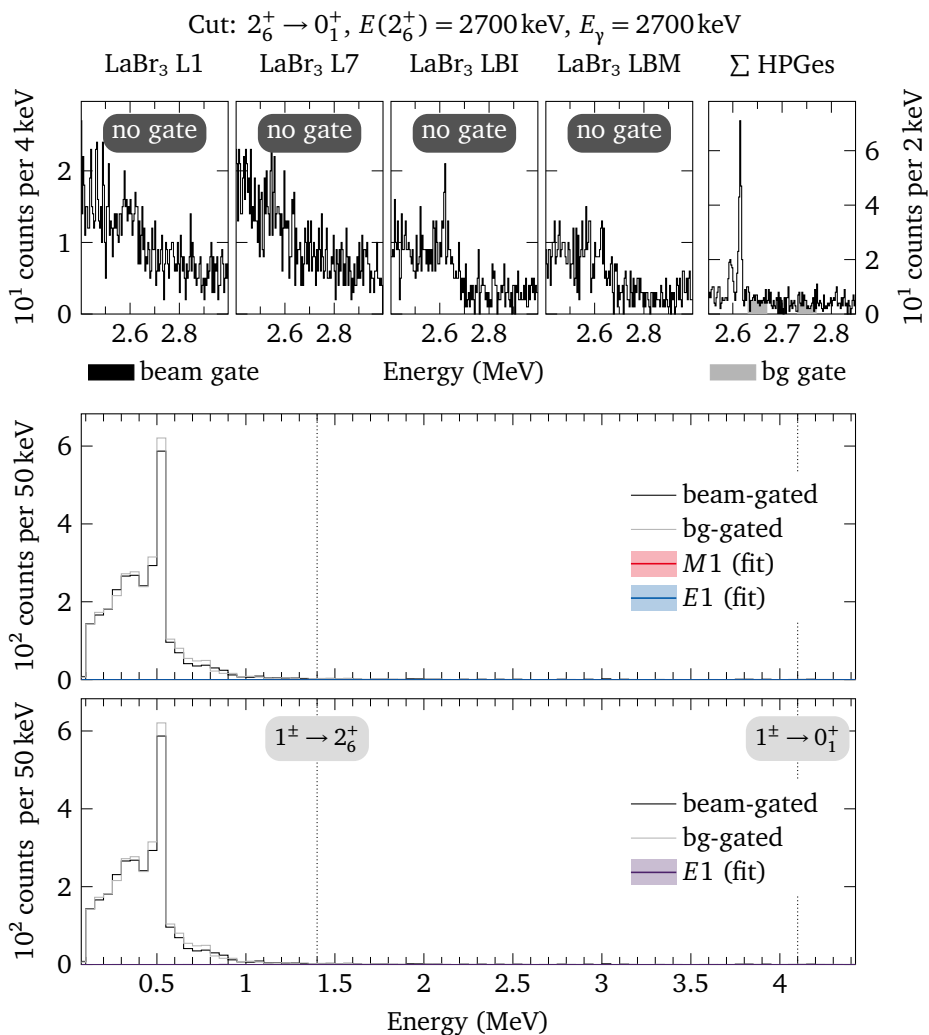 Cut: 2₆⁺ → 0₁⁺, E(2₆⁺) = 2700 keV, Eγ = 2700 keV
LaBr₃ L1 LaBr₃ L7 LaBr₃ LBI LaBr₃ LBM ∑ HPGes
no gate no gate no gate no gate
10¹ counts per 4 keV
0 1 2
10¹ counts per 2 keV
0 2 4 6
2.6 2.8 2.6 2.8 2.6 2.8 2.6 2.8 2.6 2.7 2.8
beam gate Energy (MeV) bg gate
10² counts per 50 keV
0 2 4 6
beam-gated
bg-gated
M1 (fit)
E1 (fit)
10² counts per 50 keV
0 2 4 6
1± → 2₆⁺ 1± → 0₁⁺
beam-gated
bg-gated
E1 (fit)
0.5 1 1.5 2 2.5 3 3.5 4
Energy (MeV)